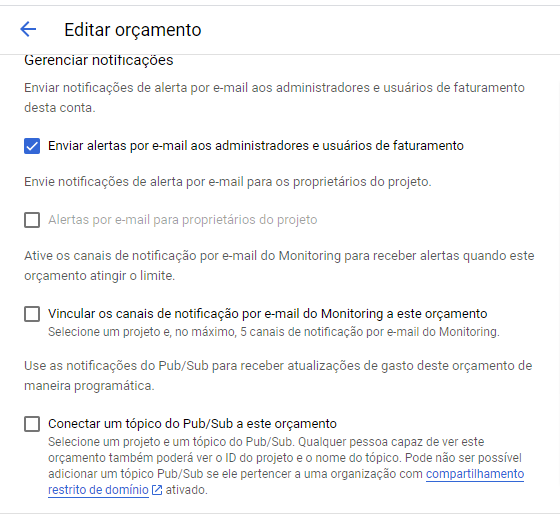 Editar orçamento
Gerenciar notificações
Enviar notificações de alerta por e-mail aos administradores e usuários de faturamento
desta conta.
Enviar alertas por e-mail aos administradores e usuários de faturamento
Envie notificações de alerta por e-mail para os proprietários do projeto.
Alertas por e-mail para proprietários do projeto
Ative os canais de notificação por e-mail do Monitoring para receber alertas quando este
orçamento atingir o limite.
Vincular os canais de notificação por e-mail do Monitoring a este orçamento
Selecione um projeto e, no máximo, 5 canais de notificação por e-mail do Monitoring.
Use as notificações do Pub/Sub para receber atualizações de gasto deste orçamento de
maneira programática.
Conectar um tópico do Pub/Sub a este orçamento
Selecione um projeto e um tópico do Pub/Sub. Qualquer pessoa capaz de ver este
orçamento também poderá ver o ID do projeto e o nome do tópico. Pode não ser possível
adicionar um tópico Pub/Sub se ele pertencer a uma organização com compartilhamento
restrito de domínio ativado.